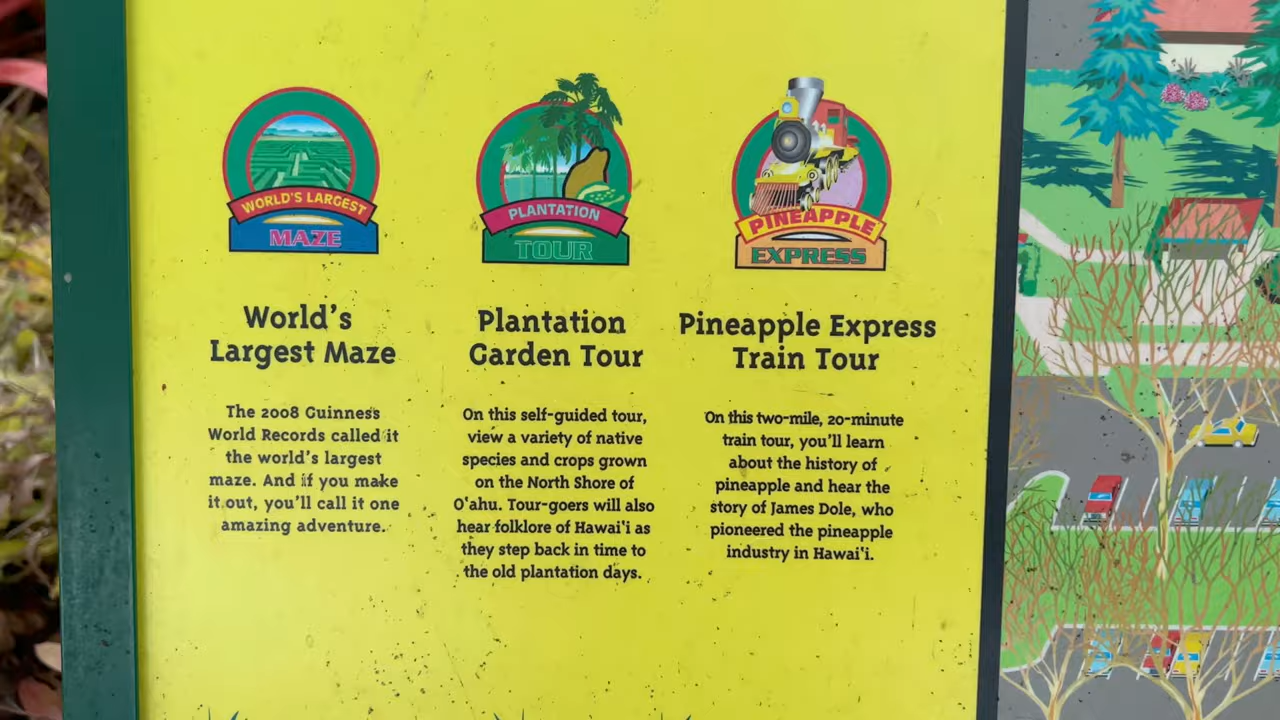 WORLD'S LARGEST
MAZE
PLANTATION
TOUR
PINEAPPLE
EXPRESS
World's
Largest Maze
The 2008 Guinness
World Records called it
the world's largest
maze. And if you make
it out, you'll call it one
amazing adventure.
Plantation
Garden Tour
On this self-guided tour,
view a variety of native
species and crops grown
on the North Shore of
O'ahu. Tour-goers will also
hear folklore of Hawai'i as
they step back in time to
the old plantation days.
Pineapple Express
Train Tour
On this two-mile, 20-minute
train tour, you'll learn
about the history of
pineapple and hear the
story of James Dole, who
pioneered the pineapple
industry in Hawai'i.